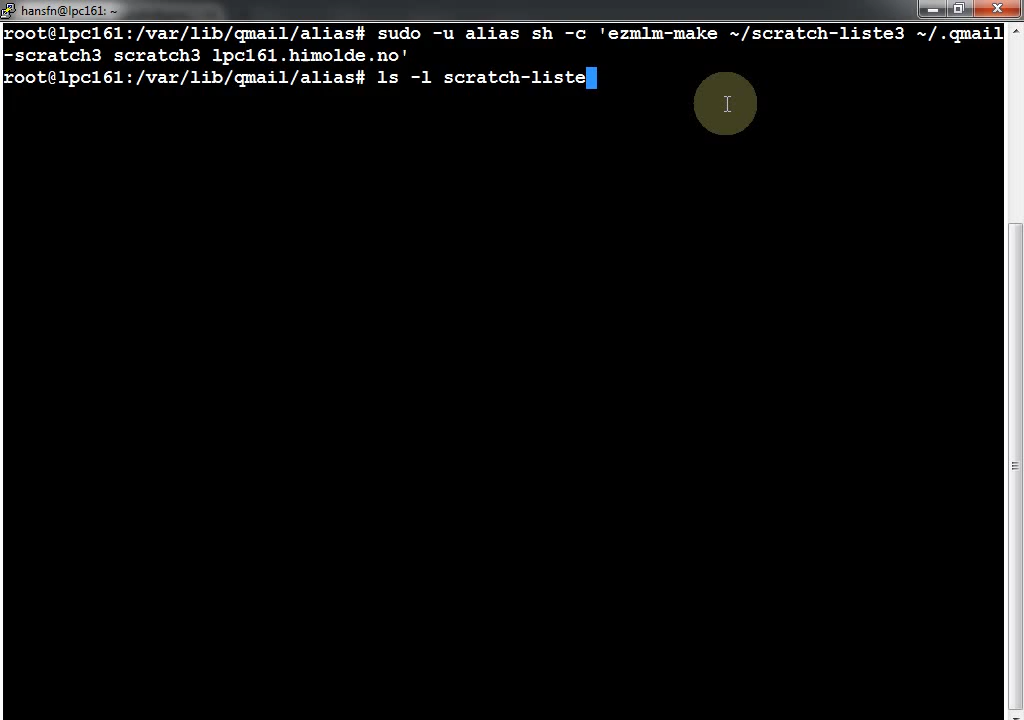 hansfn@lpc161: ~
root@lpc161:/var/lib/qmail/alias# sudo -u alias sh -c 'ezmlm-make ~/scratch-liste3 ~/.qmail
-scratch3 scratch3 lpc161.himolde.no'
root@lpc161:/var/lib/qmail/alias# ls -l scratch-liste